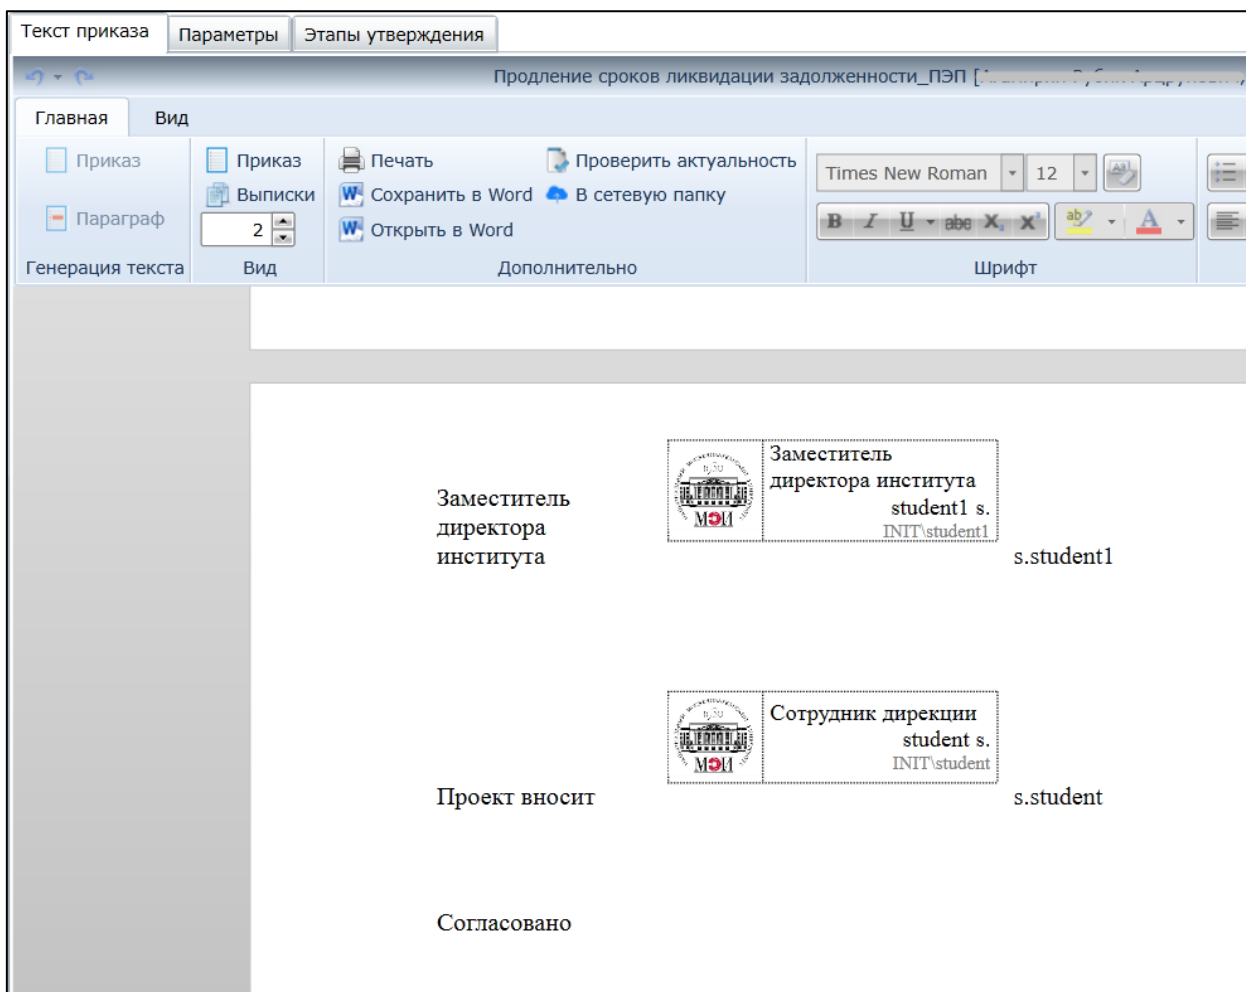 Текст приказа Параметры Этапы утверждения
Продление сроков ликвидации задолженности_ПЭП [
Главная Вид
Приказ Приказ Печать Проверить актуальность
Выписки Сохранить в Word В сетевую папку Times New Roman 12
Параграф 2 Открыть в Word
Генерация текста Вид Дополнительно Шрифт
Заместитель
директора института
student1 s.
INIT\student1
МЭИ
Заместитель
директора
института s.student1
Сотрудник дирекции
student s.
INIT\student
МЭИ
Проект вносит s.student
Согласовано